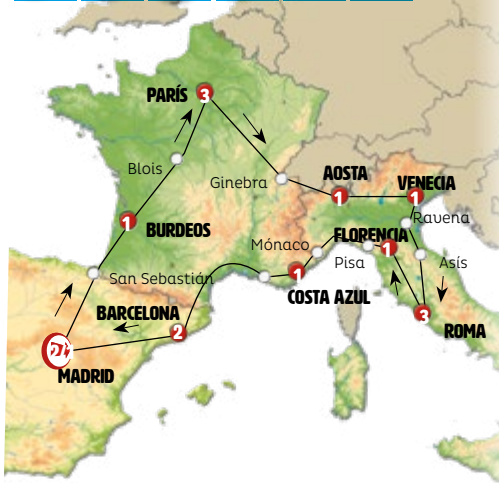 PARÍS
3
Blois
Ginebra
AOSTA
1
VENECIA
1
1
BURDEOS
Ravena
FLORENCIA
1
Mónaco
Pisa
Asís
San Sebastián
1
COSTA AZUL
BARCELONA
2
3
ROMA
MADRID